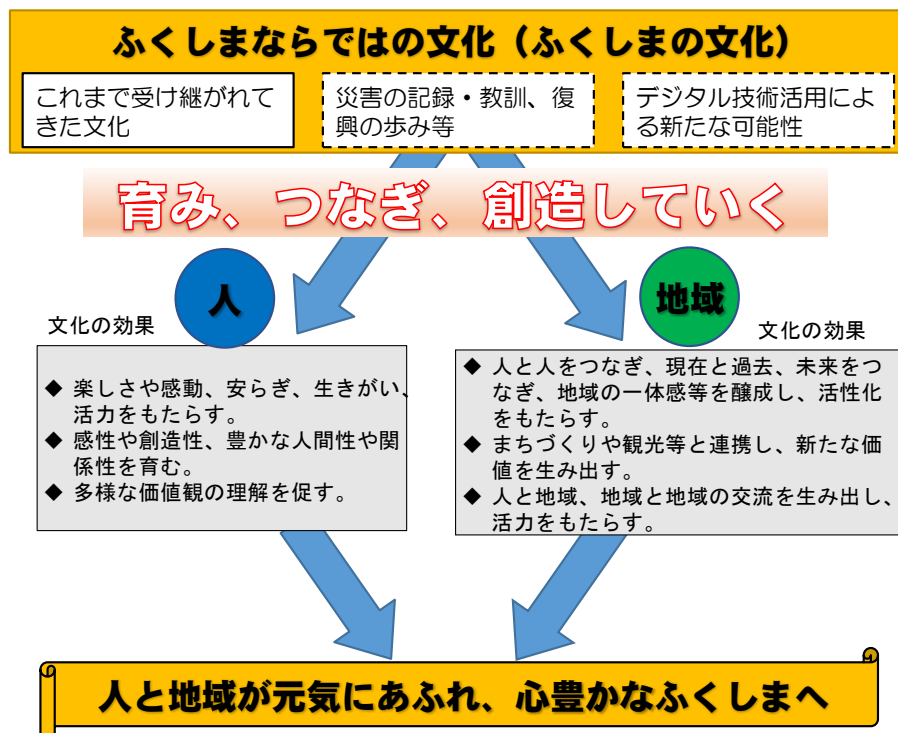 ふくしまならではの文化（ふくしまの文化）
これまで受け継がれて
きた文化
災害の記録・教訓、復
興の歩み等
デジタル技術活用によ
る新たな可能性
育み、つなぎ、創造していく
人
文化の効果
◆ 楽しさや感動、安らぎ、生きがい、
活力をもたらす。
◆ 感性や創造性、豊かな人間性や関
係性を育む。
◆ 多様な価値観の理解を促す。
地域
文化の効果
◆ 人と人をつなぎ、現在と過去、未来をつ
なぎ、地域の一体感等を醸成し、活性化
をもたらす。
◆ まちづくりや観光等と連携し、新たな価
値を生み出す。
◆ 人と地域、地域と地域の交流を生み出し、
活力をもたらす。
人と地域が元気にあふれ、心豊かなふくしまへ